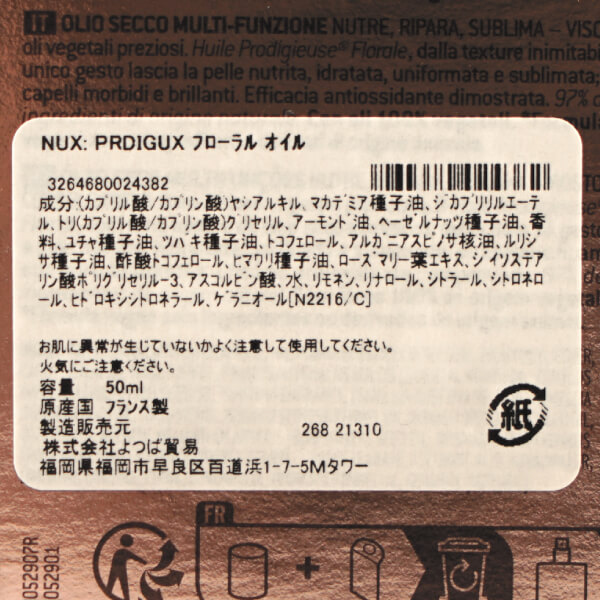 IT OLIO SECCO MULTI-FUNZIONE NUTRE, RIPARA, SUBLIMA – VISO
oli vegetali preziosi. Huile Prodigieuse® Florale, dalla texture inimitabi
unico gesto lascia la pelle nutrita, idratata, uniformata e sublimata;
capelli morbidi e brillanti. Efficacia antiossidante dimostrata. 97% d
ingredienti di origine
NUX: PRDIGUX フローラル オイル
3264680024382
成分:(カプリル酸/カプリン酸)ヤシアルキル、マカデミア種子油、ジカプリリルエーテ
ル、トリ(カプリル酸/カプリン酸)グリセリル、アーモンド油、ヘーゼルナッツ種子油、香
料、ユチャ種子油、ツバキ種子油、トコフェロール、アルガニアスピノサ核油、ルリジ
サ種子油、酢酸トコフェロール、ヒマワリ種子油、ローズマリー葉エキス、ジイソステア
リン酸ポリグリセリル-3、アスコルビン酸、水、リモネン、リナロール、シトラール、シトロネロ
ール、ヒドロキシシトロネラール、ゲラニオール[N2216/C]
お肌に異常が生じていないかよく注意して使用してください。
火気にご注意ください。
容量 50ml
原産国 フランス製
製造販売元 268 21310
株式会社よつば貿易
福岡県福岡市早良区百道浜1-7-5Mタワー
紙
FR
05290PR
052901